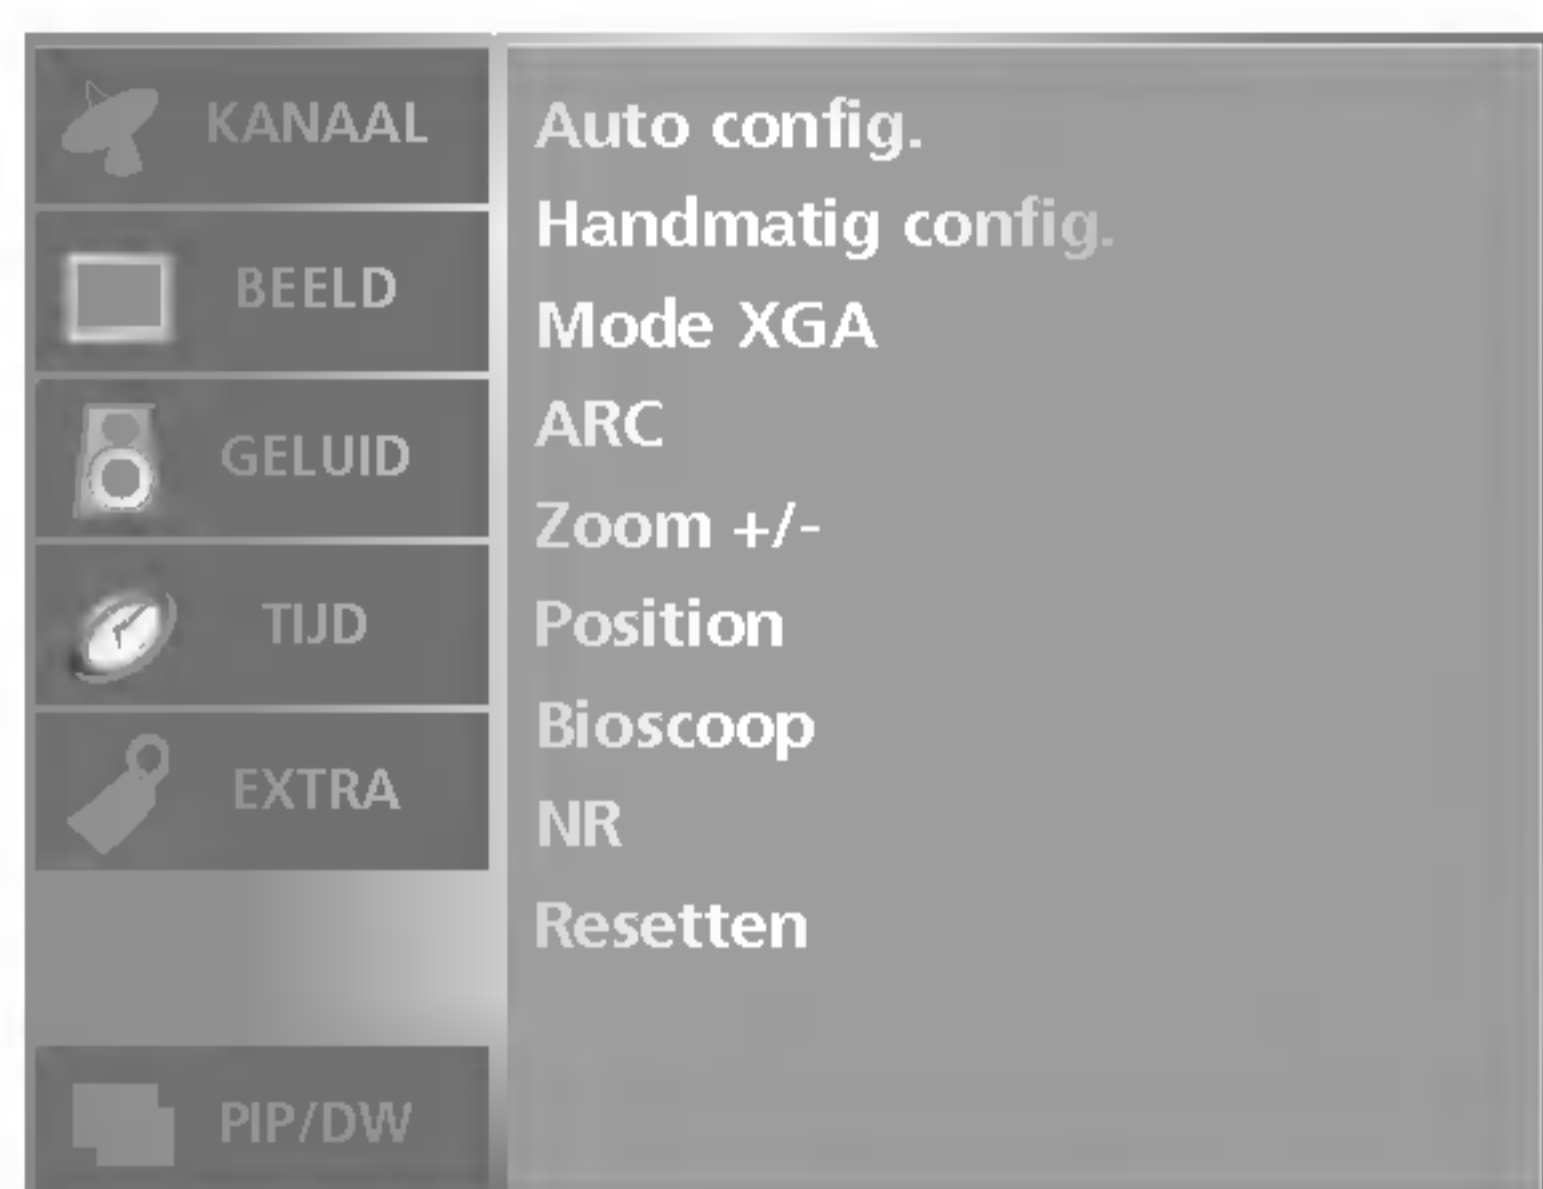 KANAAL
BEELD
GELUID
TIJD
EXTRA
PIP/DW
Auto config.
Handmatig config.
Mode XGA
ARC
Zoom +/-
Position
Bioscoop
NR
Resetten